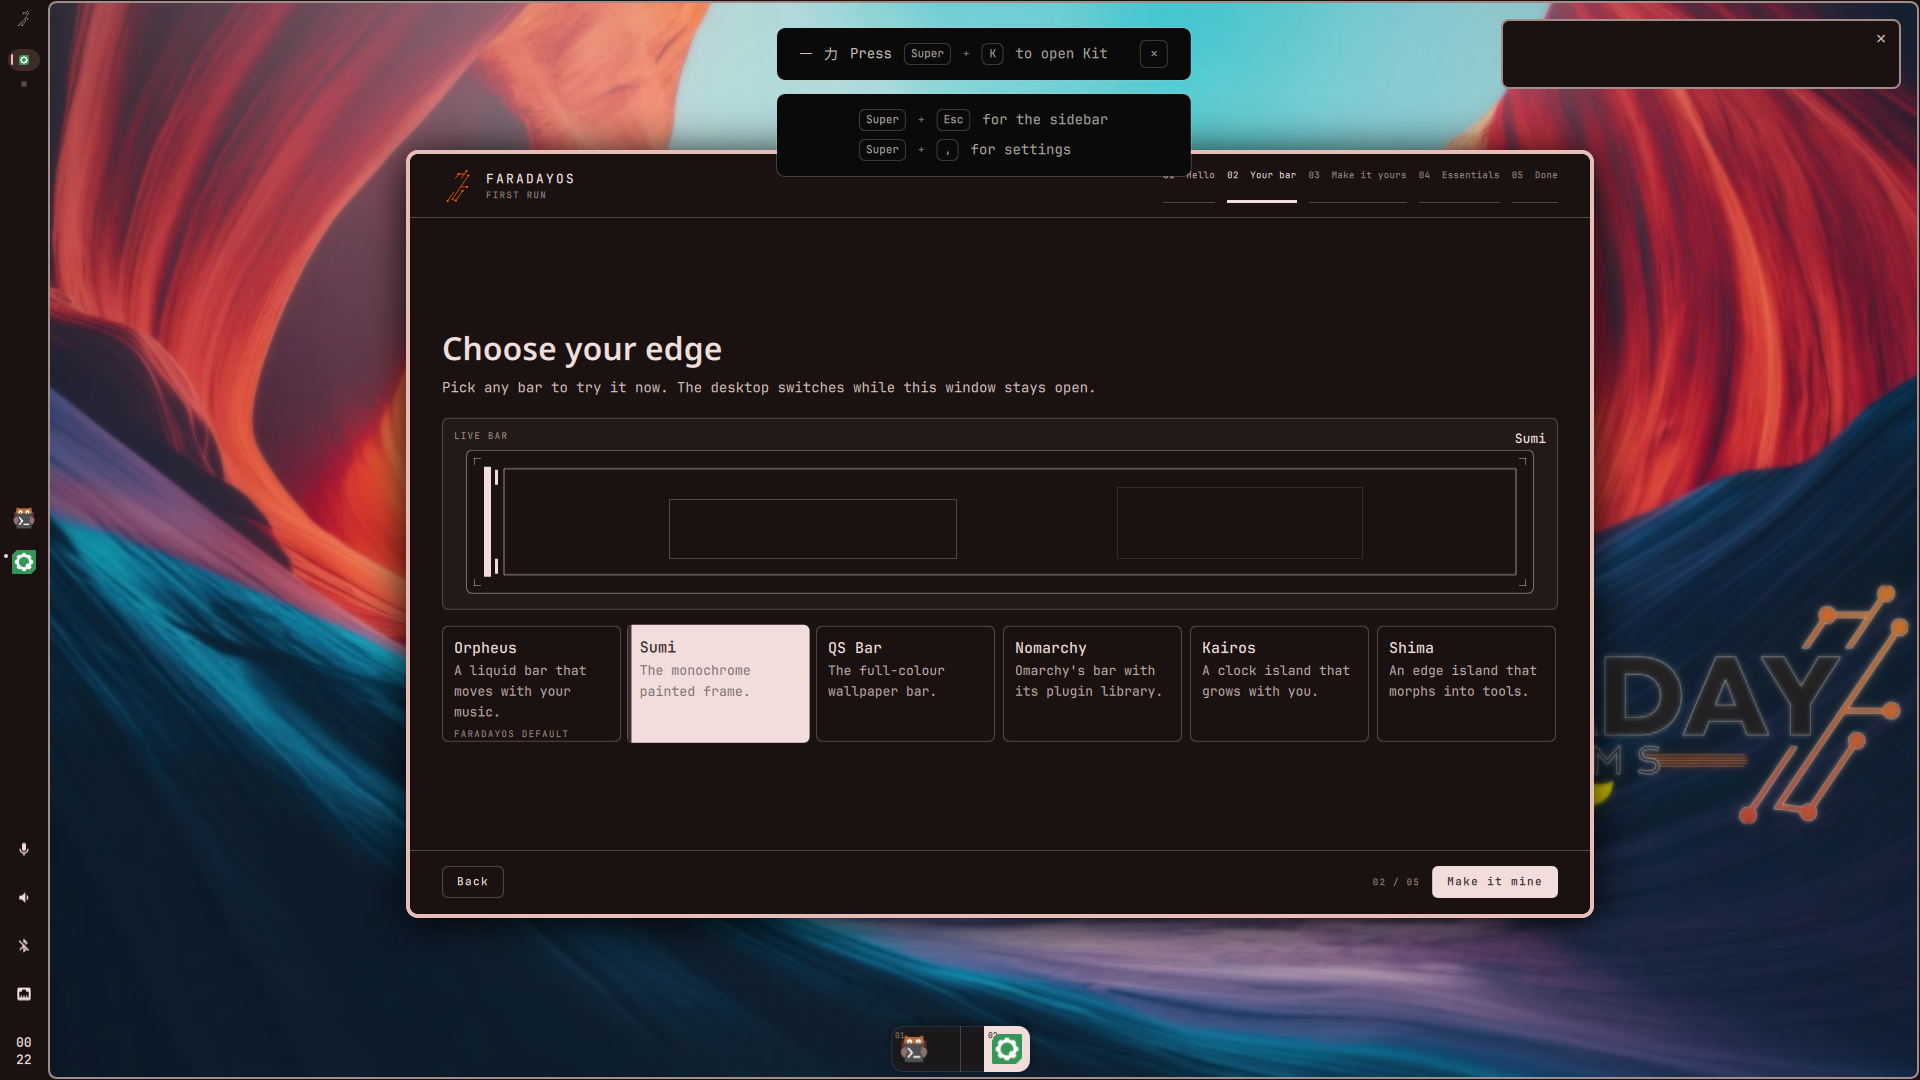 一 力 Press Super + K to open Kit ×
×
Super + Esc for the sidebar
Super + , for settings
FARADAYOS
FIRST RUN
01 Hello 02 Your bar 03 Make it yours 04 Essentials 05 Done
Choose your edge
Pick any bar to try it now. The desktop switches while this window stays open.
LIVE BAR
Sumi
Orpheus
A liquid bar that
moves with your
music.
FARADAYOS DEFAULT
Sumi
The monochrome
painted frame.
QS Bar
The full-colour
wallpaper bar.
Nomarchy
Omarchy's bar with
its plugin library.
Kairos
A clock island that
grows with you.
Shima
An edge island that
morphs into tools.
DAY
M S
Back
02 / 05
Make it mine
00
22
01
02